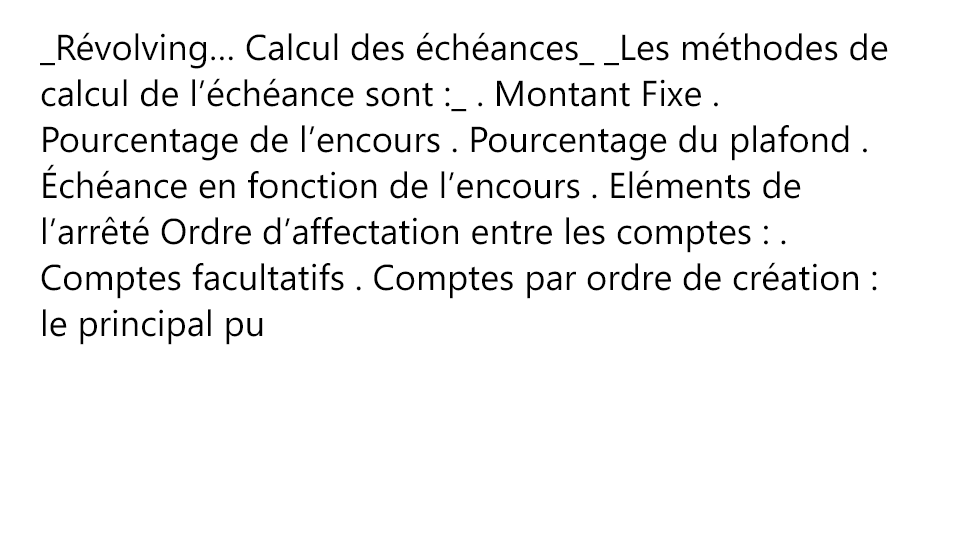 _Révolving... Calcul des échéances_ _Les méthodes de
calcul de l’échéance sont :_ . Montant Fixe .
Pourcentage de l’encours . Pourcentage du plafond .
Échéance en fonction de l’encours . Eléments de
l’arrêté Ordre d’affectation entre les comptes : .
Comptes facultatifs . Comptes par ordre de création :
le principal pu